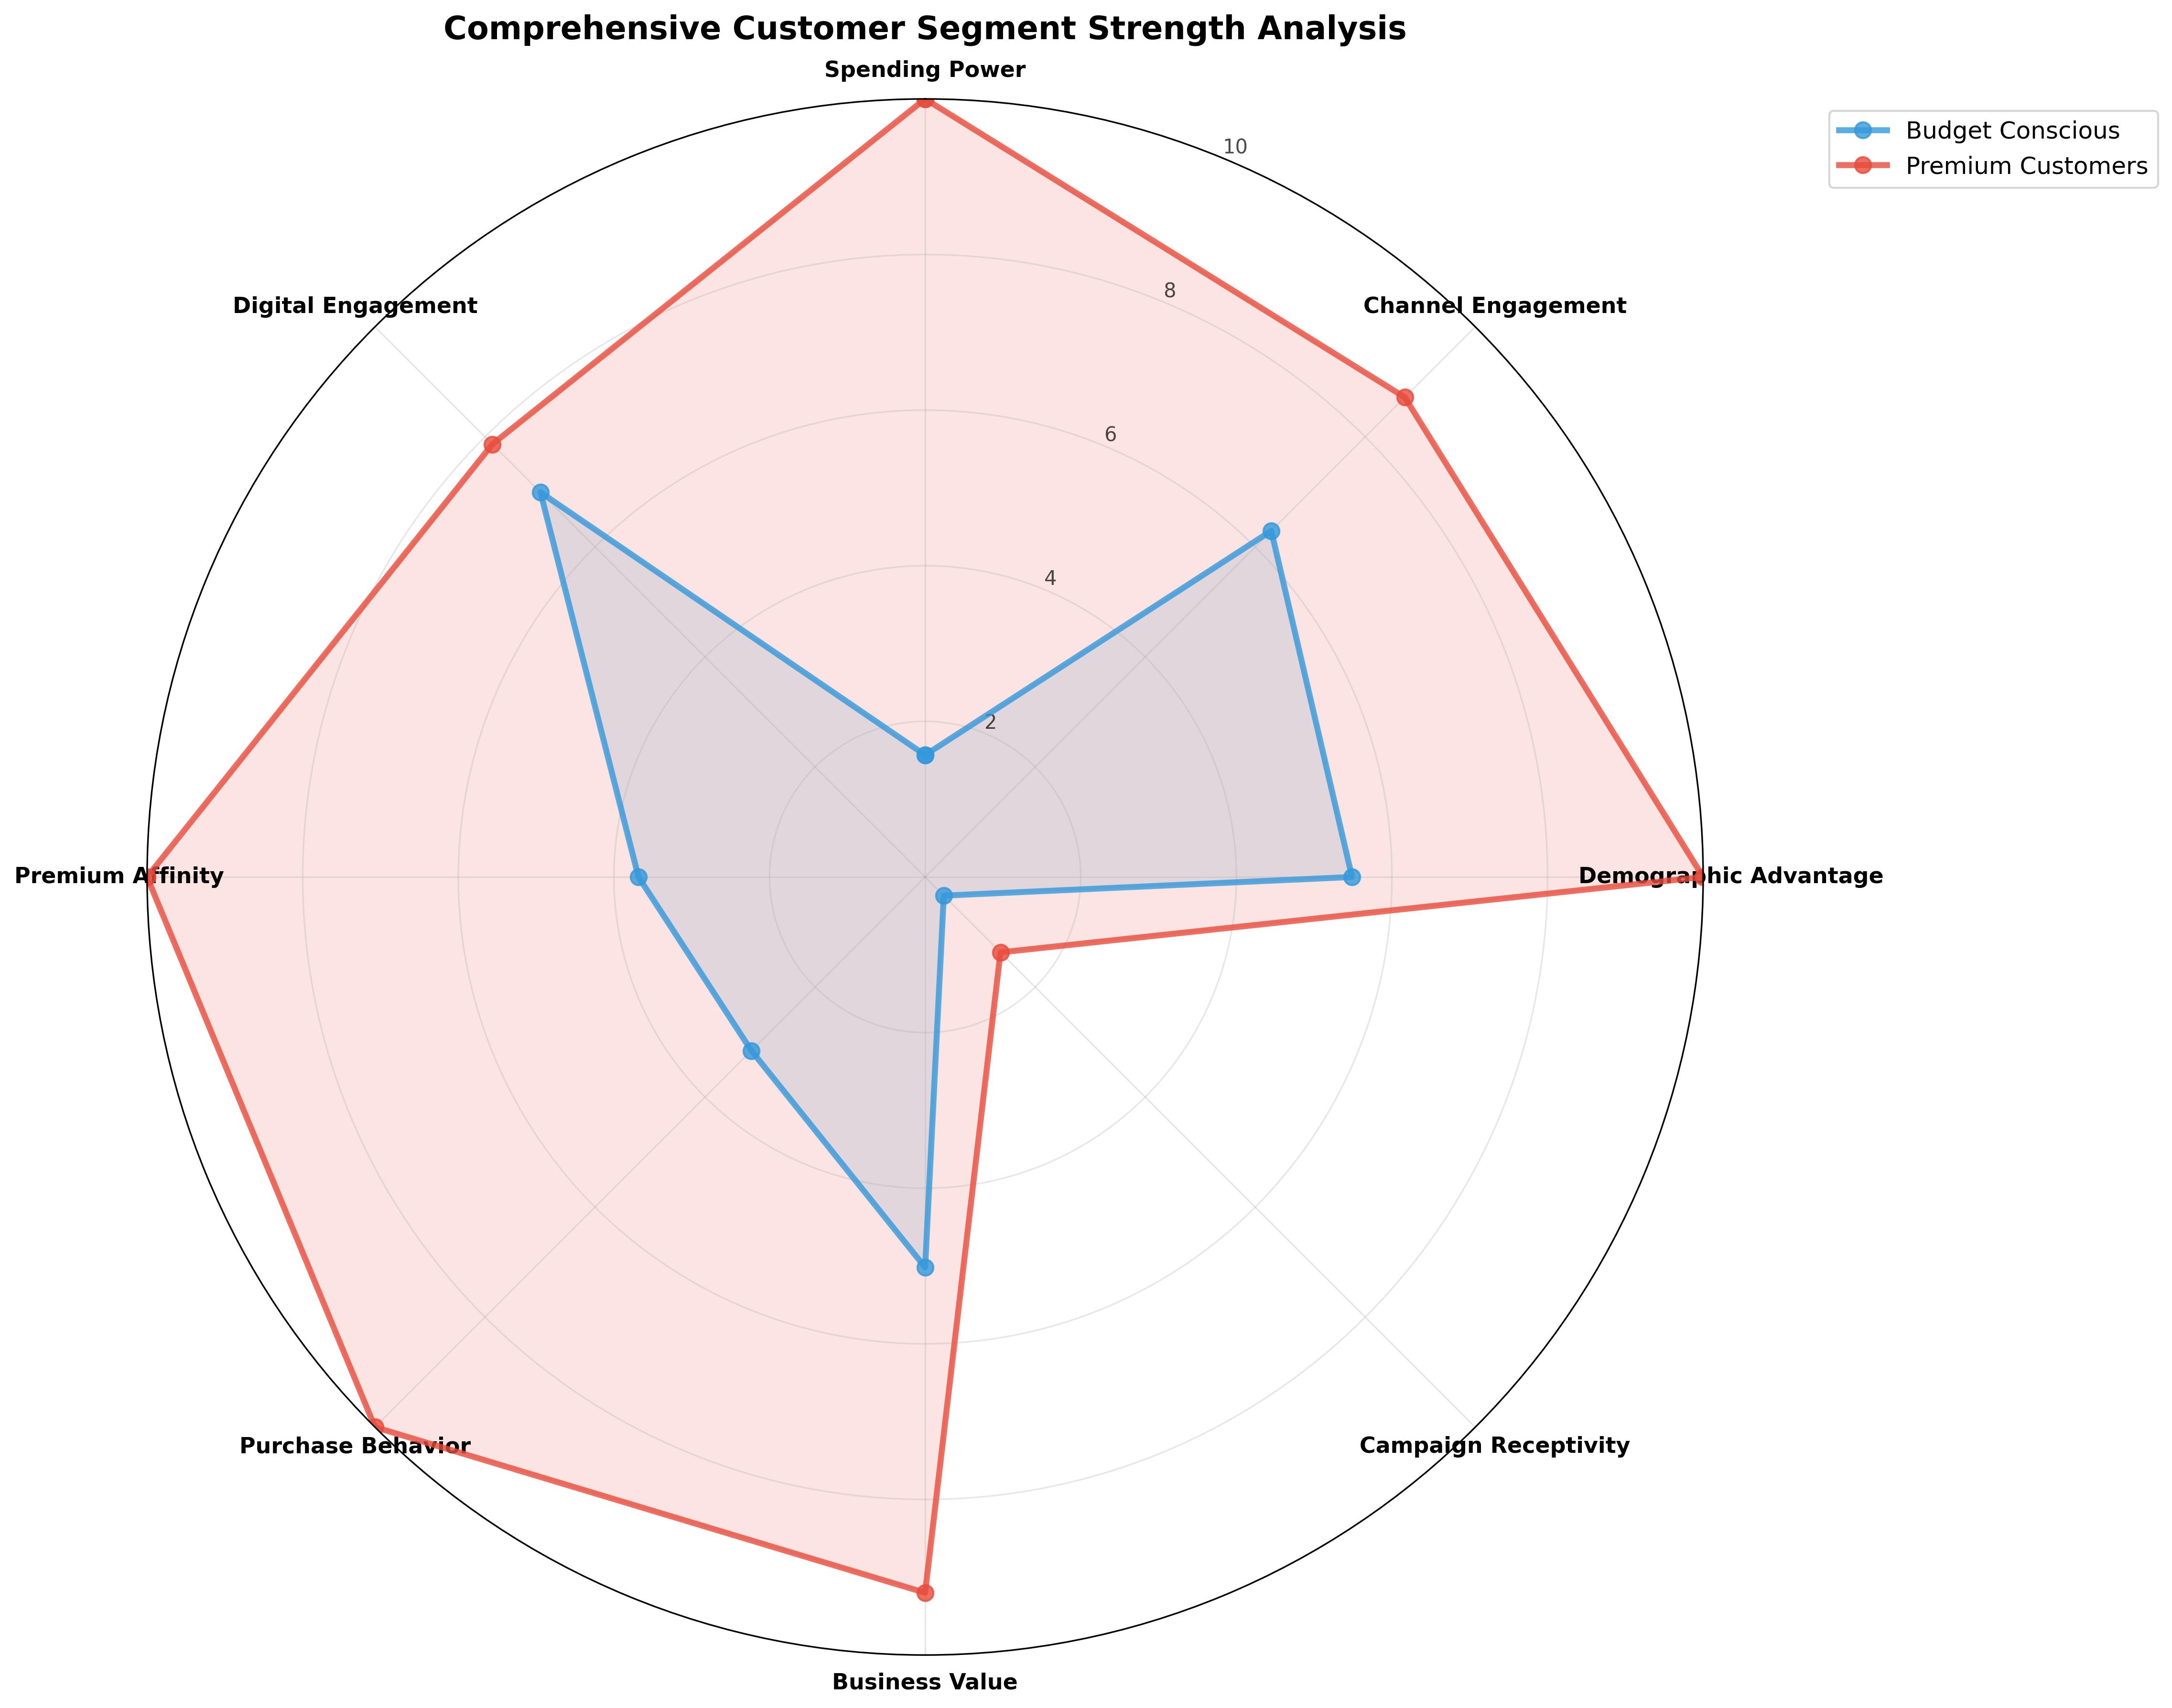 Comprehensive Customer Segment Strength Analysis
Spending Power
Budget Conscious
Premium Customers
10
8
Digital Engagement
Channel Engagement
6
4
2
Premium Affinity
Demographic Advantage
Purchase Behavior
Campaign Receptivity
Business Value